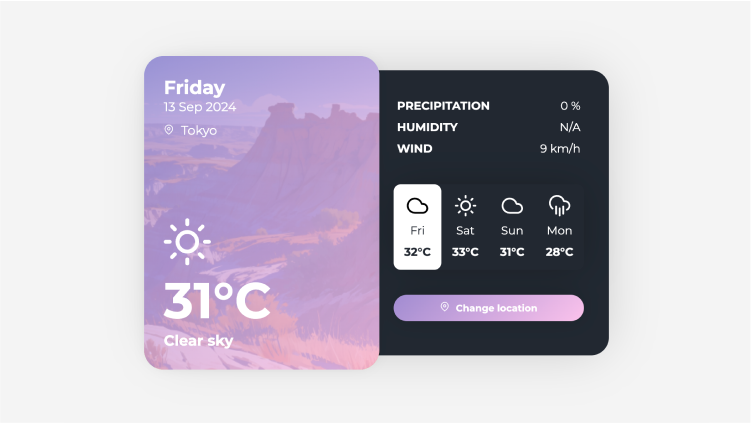 Friday
13 Sep 2024
Tokyo
31°C
Clear sky
PRECIPITATION 0 %
HUMIDITY N/A
WIND 9 km/h
Fri Sat Sun Mon
32°C 33°C 31°C 28°C
Change location